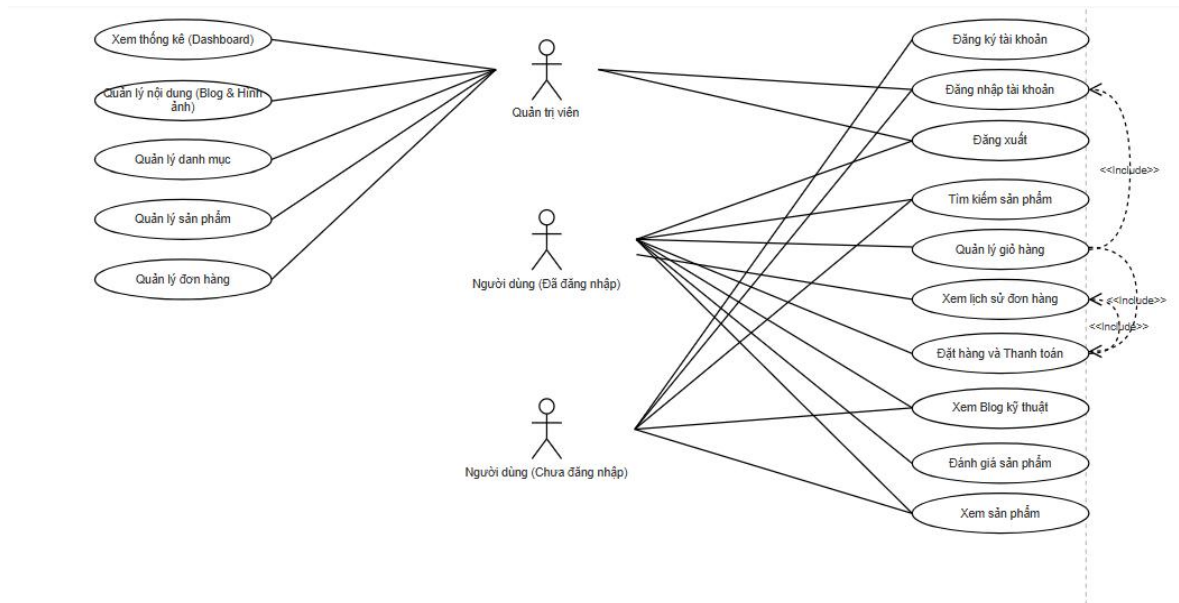 Xem thống kê (Dashboard)
Quản lý nội dung (Blog & Hình
ảnh)
Quản lý danh mục
Quản lý sản phẩm
Quản lý đơn hàng
Quản trị viên
Người dùng (Đã đăng nhập)
Người dùng (Chưa đăng nhập)
Đăng ký tài khoản
Đăng nhập tài khoản
Đăng xuất
Tìm kiếm sản phẩm
Quản lý giỏ hàng
Xem lịch sử đơn hàng
Đặt hàng và Thanh toán
Xem Blog kỹ thuật
Đánh giá sản phẩm
Xem sản phẩm
<<Include>>
<<Include>>
<<Include>>